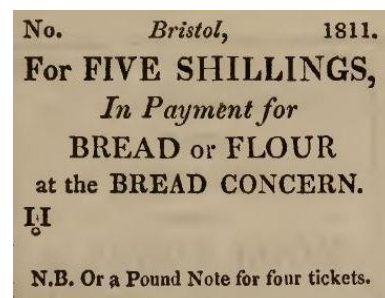 No. Bristol, 1811.
For FIVE SHILLINGS,
In Payment for
BREAD or FLOUR
at the BREAD CONCERN.
N.B. Or a Pound Note for four tickets.